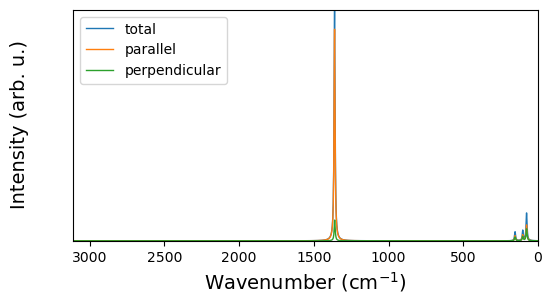 total
parallel
perpendicular
Intensity (arb. u.)
3000 2500 2000 1500 1000 500 0
Wavenumber (cm⁻¹)